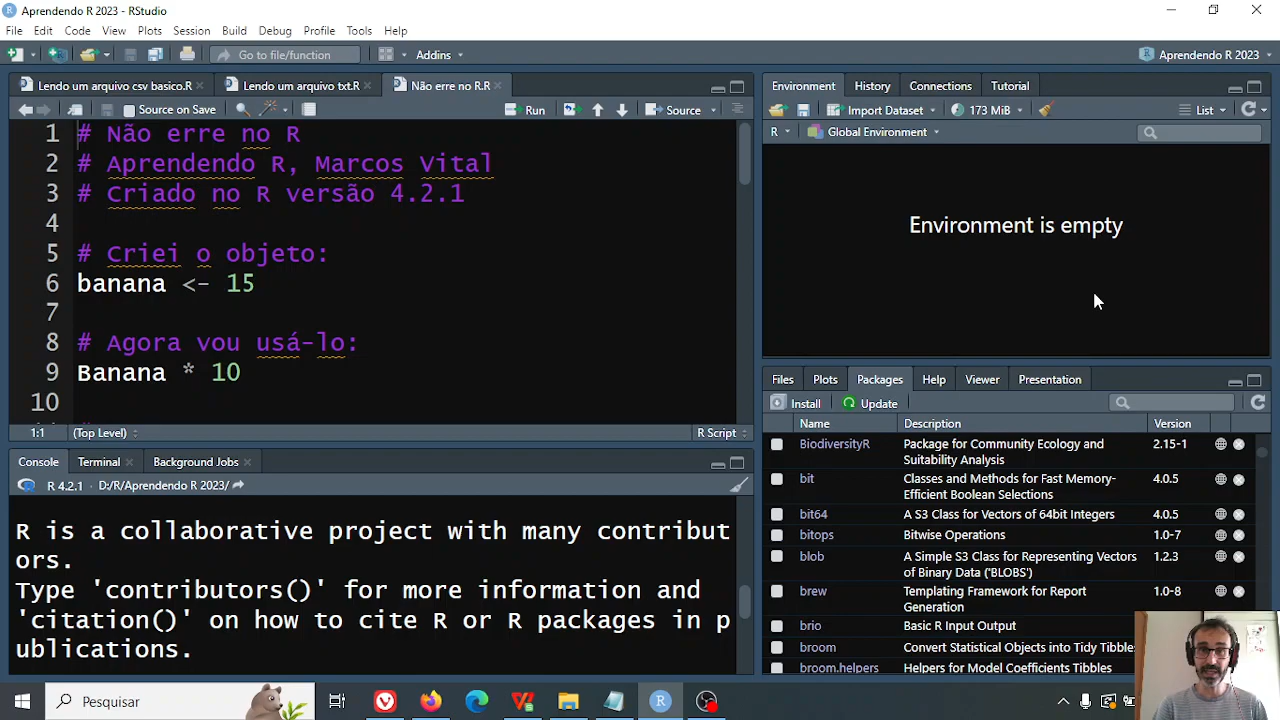 Aprendendo R 2023 - RStudio
File Edit Code View Plots Session Build Debug Profile Tools Help
Go to file/function Addins Aprendendo R 2023
Lendo um arquivo csv basico.R Lendo um arquivo txt.R Não erre no R.R
Source on Save Run Source
1 # Não erre no R
2 # Aprendendo R, Marcos Vital
3 # Criado no R versão 4.2.1
4
5 # Criei o objeto:
6 banana <- 15
7
8 # Agora vou usá-lo:
9 Banana * 10
10
1:1 (Top Level) R Script
Console Terminal Background Jobs
R 4.2.1 · D:/R/Aprendendo R 2023/
R is a collaborative project with many contribut
ors.
Type 'contributors()' for more information and
'citation()' on how to cite R or R packages in p
ublications.
Environment History Connections Tutorial
Import Dataset 173 MiB List
R Global Environment
Environment is empty
Files Plots Packages Help Viewer Presentation
Install Update
Name Description Version
BiodiversityR Package for Community Ecology and 2.15-1
Suitability Analysis
bit Classes and Methods for Fast Memory- 4.0.5
Efficient Boolean Selections
bit64 A S3 Class for Vectors of 64bit Integers 4.0.5
bitops Bitwise Operations 1.0-7
blob A Simple S3 Class for Representing Vectors 1.2.3
of Binary Data ('BLOBS')
brew Templating Framework for Report 1.0-8
Generation
brio Basic R Input Output
broom Convert Statistical Objects into Tidy Tibbles
broom.helpers Helpers for Model Coefficients Tibbles
Pesquisar